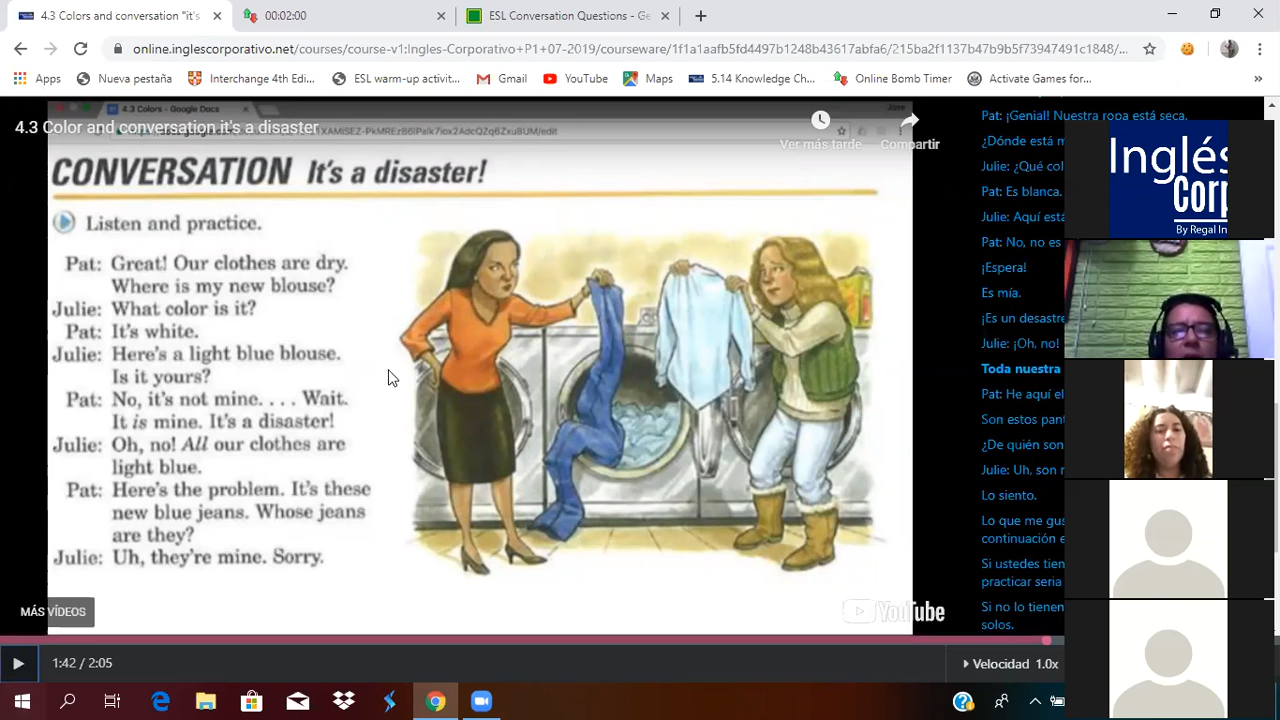 4.3 Colors and conversation "it's
00:02:00
ESL Conversation Questions - Ge
online.inglescorporativo.net/courses/course-v1:Ingles-Corporativo+P1+07-2019/courseware/1f1a1aafb5fd4497b1248b43617abfa6/215ba2f1137b47b9b5f73947491c1848/...
Apps
Nueva pestaña
Interchange 4th Edi...
ESL warm-up activit...
Gmail
YouTube
Maps
5.14 Knowledge Ch...
Online Bomb Timer
Activate Games for...
»
4.3 Colors - Google Docs
4.3 Color and conversation it's a disaster
Ver más tarde
Compartir
CONVERSATION It's a disaster!
Listen and practice.
Pat: Great! Our clothes are dry.
Where is my new blouse?
Julie: What color is it?
Pat: It's white.
Julie: Here's a light blue blouse.
Is it yours?
Pat: No, it's not mine. . . . Wait.
It is mine. It's a disaster!
Julie: Oh, no! All our clothes are
light blue.
Pat: Here's the problem. It's these
new blue jeans. Whose jeans
are they?
Julie: Uh, they're mine. Sorry.
MÁS VÍDEOS
YouTube
1:42 / 2:05
Velocidad 1.0x
Pat: ¡Genial! Nuestra ropa está seca.
¿Dónde está m
Julie: ¿Qué col
Pat: Es blanca.
Julie: Aquí está
Pat: No, no es
¡Espera!
Es mía.
¡Es un desastre
Julie: ¡Oh, no!
Toda nuestra
Pat: He aquí el
Son estos pant
¿De quién son
Julie: Uh, son m
Lo siento.
Lo que me gus
continuación e
Si ustedes tien
practicar seria
Si no lo tienen
solos.
Inglés
Corp
By Regal In